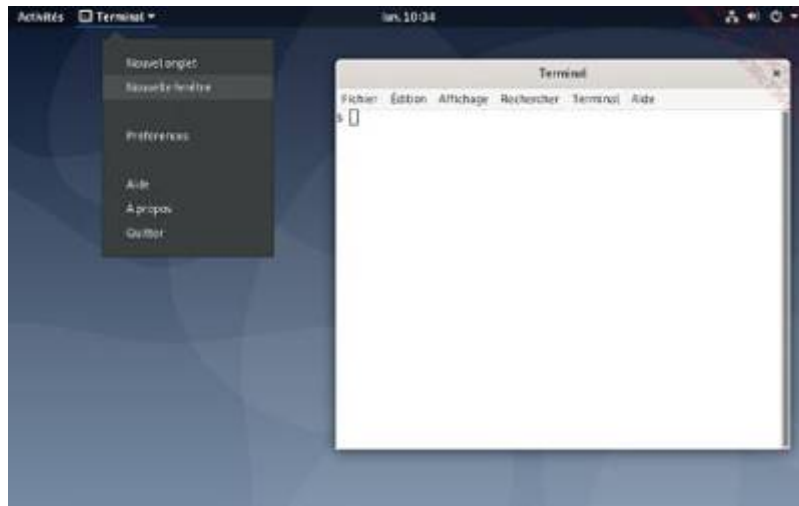 Activités Terminal lun. 10:34
Nouvel onglet
Nouvelle fenêtre
Préférences
Aide
À propos
Quitter
Terminal
Fichier Édition Affichage Rechercher Terminal Aide
$